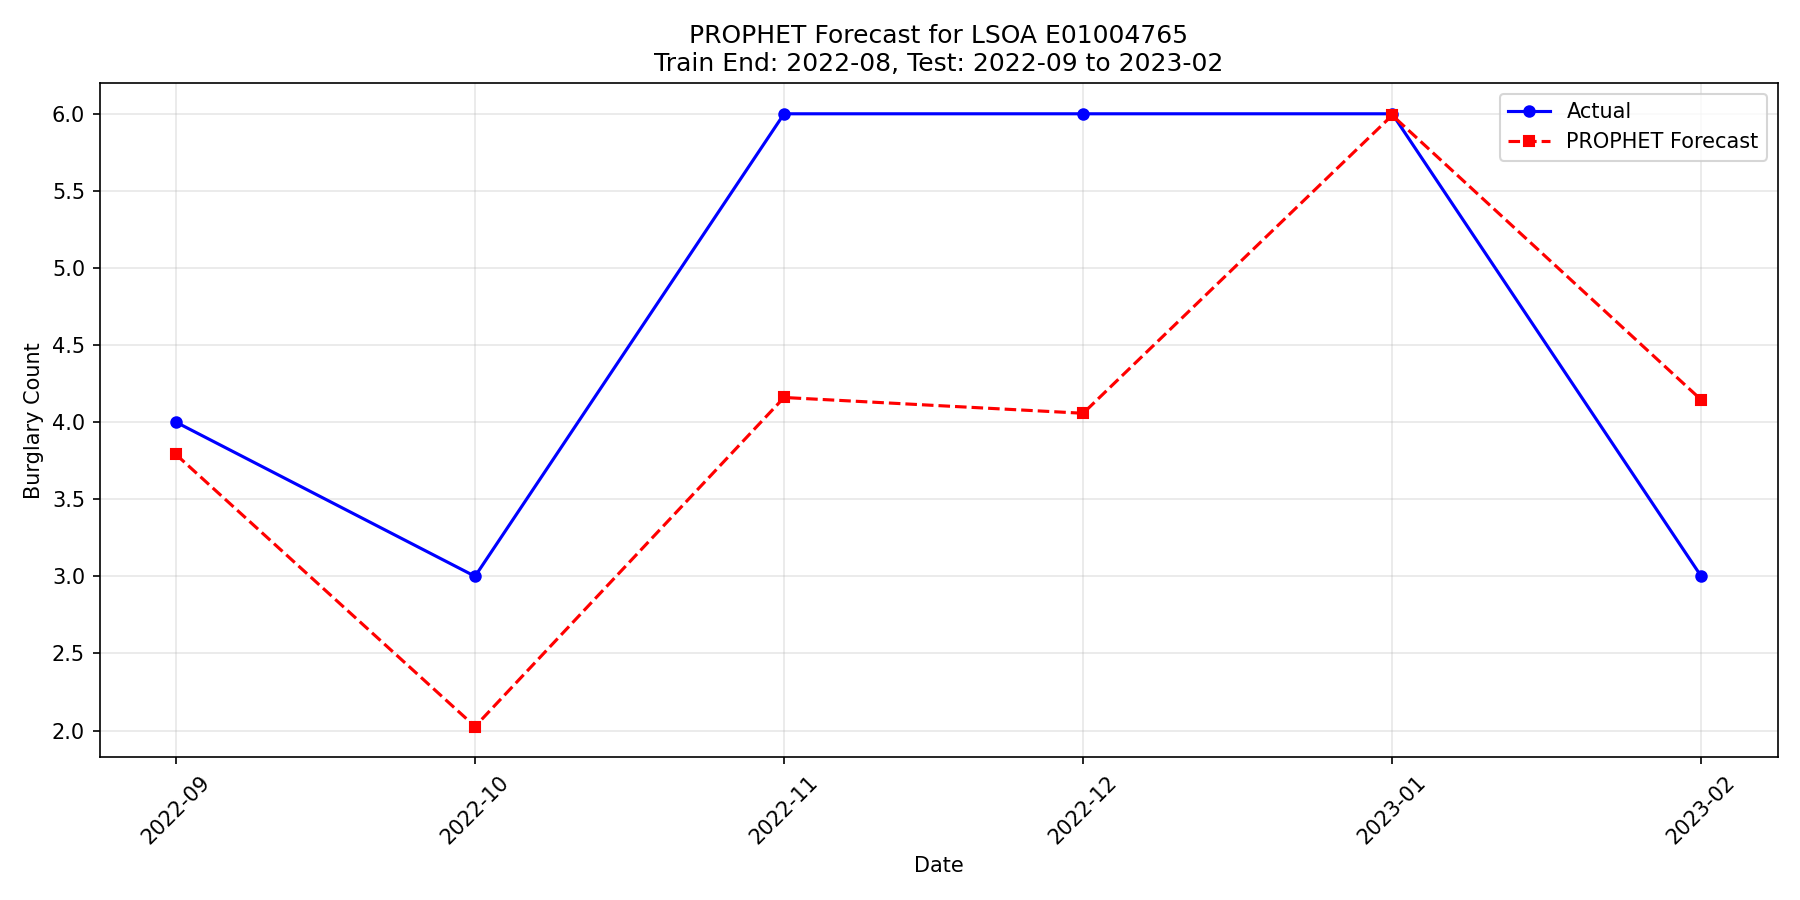 PROPHET Forecast for LSOA E01004765
Train End: 2022-08, Test: 2022-09 to 2023-02
Actual
PROPHET Forecast
Burglary Count
6.0
5.5
5.0
4.5
4.0
3.5
3.0
2.5
2.0
2022-09
2022-10
2022-11
2022-12
2023-01
2023-02
Date